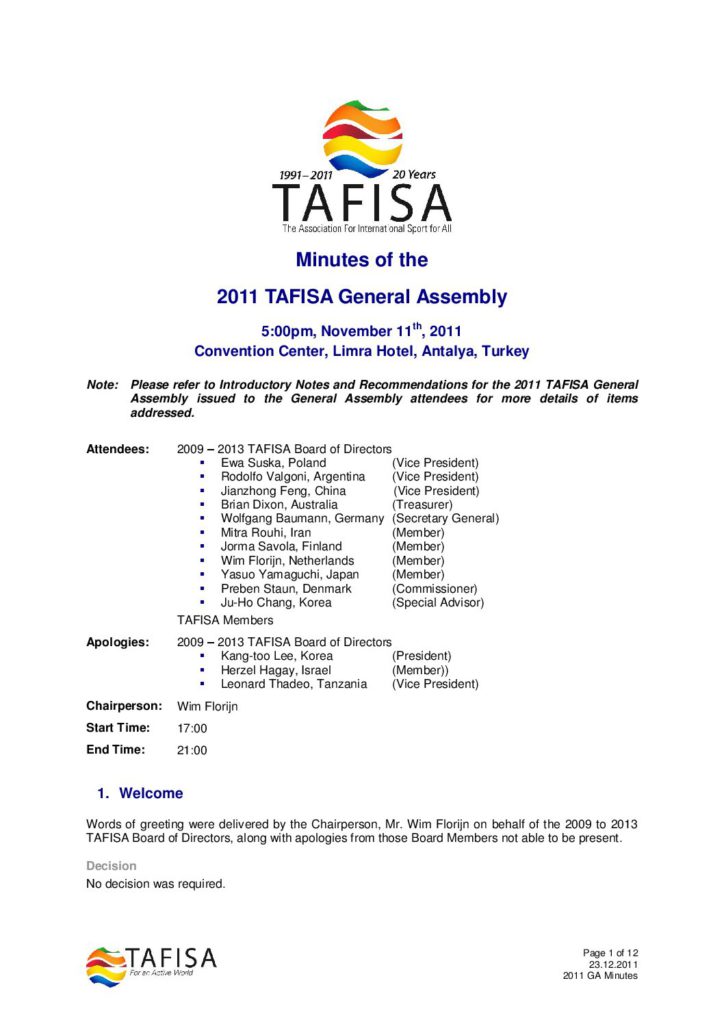 1991–2011 20 Years
TAFISA
The Association For International Sport for All
Minutes of the
2011 TAFISA General Assembly
5:00pm, November 11th, 2011
Convention Center, Limra Hotel, Antalya, Turkey
Note: Please refer to Introductory Notes and Recommendations for the 2011 TAFISA General
Assembly issued to the General Assembly attendees for more details of items
addressed.
Attendees: 2009 – 2013 TAFISA Board of Directors
▪ Ewa Suska, Poland (Vice President)
▪ Rodolfo Valgoni, Argentina (Vice President)
▪ Jianzhong Feng, China (Vice President)
▪ Brian Dixon, Australia (Treasurer)
▪ Wolfgang Baumann, Germany (Secretary General)
▪ Mitra Rouhi, Iran (Member)
▪ Jorma Savola, Finland (Member)
▪ Wim Florijn, Netherlands (Member)
▪ Yasuo Yamaguchi, Japan (Member)
▪ Preben Staun, Denmark (Commissioner)
▪ Ju-Ho Chang, Korea (Special Advisor)
TAFISA Members
Apologies: 2009 – 2013 TAFISA Board of Directors
▪ Kang-too Lee, Korea (President)
▪ Herzel Hagay, Israel (Member))
▪ Leonard Thadeo, Tanzania (Vice President)
Chairperson: Wim Florijn
Start Time: 17:00
End Time: 21:00
1. Welcome
Words of greeting were delivered by the Chairperson, Mr. Wim Florijn on behalf of the 2009 to 2013
TAFISA Board of Directors, along with apologies from those Board Members not able to be present.
Decision
No decision was required.
TAFISA
For an Active World
Page 1 of 12
23.12.2011
2011 GA Minutes